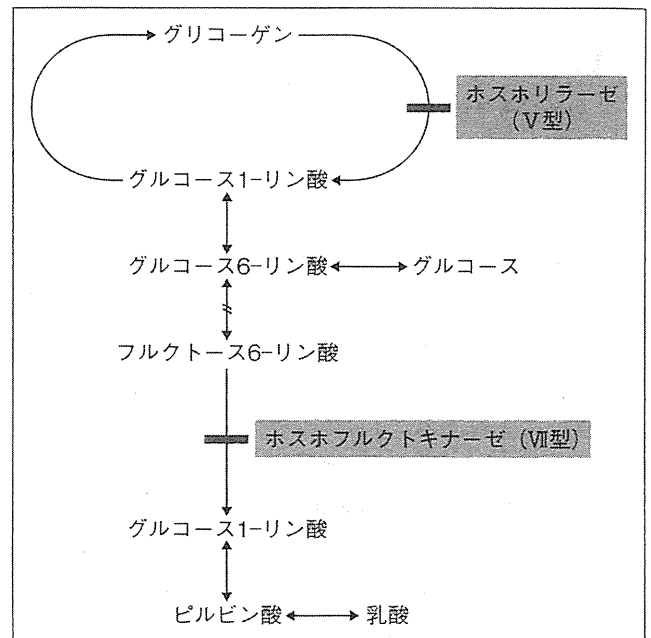 グリコーゲン
ホスホリラーゼ
(Ⅴ型)
グルコース1-リン酸
グルコース6-リン酸
グルコース
フルクトース6-リン酸
ホスホフルクトキナーゼ (Ⅶ型)
グルコース1-リン酸
ピルビン酸
乳酸